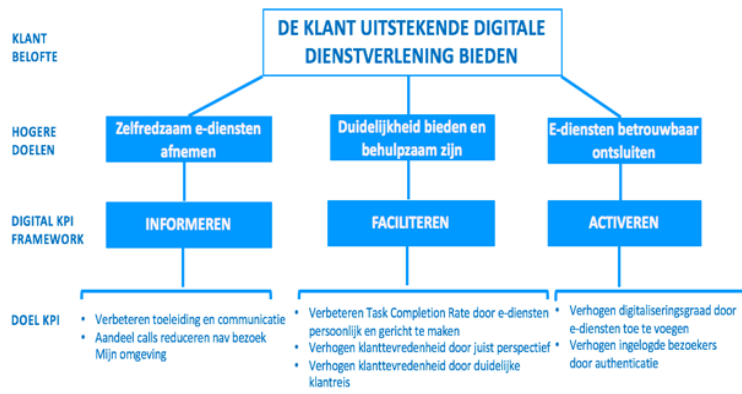 KLANT
BELOFTE
DE KLANT UITSTEKENDE DIGITALE
DIENSTVERLENING BIEDEN
HOGERE
DOELEN
Zelfredzaam e-diensten
afnemen
Duidelijkheid bieden en
behulpzaam zijn
E-diensten betrouwbaar
ontsluiten
DIGITAL KPI
FRAMEWORK
INFORMEREN
FACILITEREN
ACTIVEREN
DOEL KPI
• Verbeteren toeleiding en communicatie
• Aandeel calls reduceren nav bezoek
Mijn omgeving
• Verbeteren Task Completion Rate door e-diensten
persoonlijk en gericht te maken
• Verhogen klanttevredenheid door juist perspectief
• Verhogen klanttevredenheid door duidelijke
klantreis
• Verhogen digitaliseringsgraad door
e-diensten toe te voegen
• Verhogen ingelogde bezoekers
door authenticatie